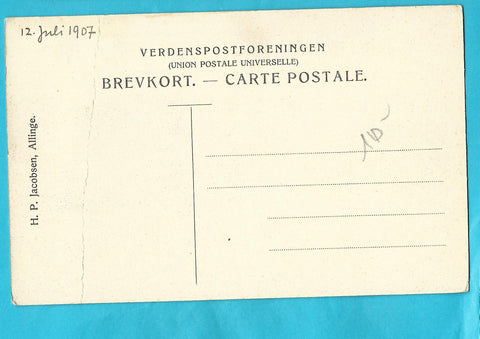 12. Juli 1907
VERDENSPOSTFORENINGEN
(UNION POSTALE UNIVERSELLE)
BREVKORT. — CARTE POSTALE.
H. P. Jacobsen, Allinge.